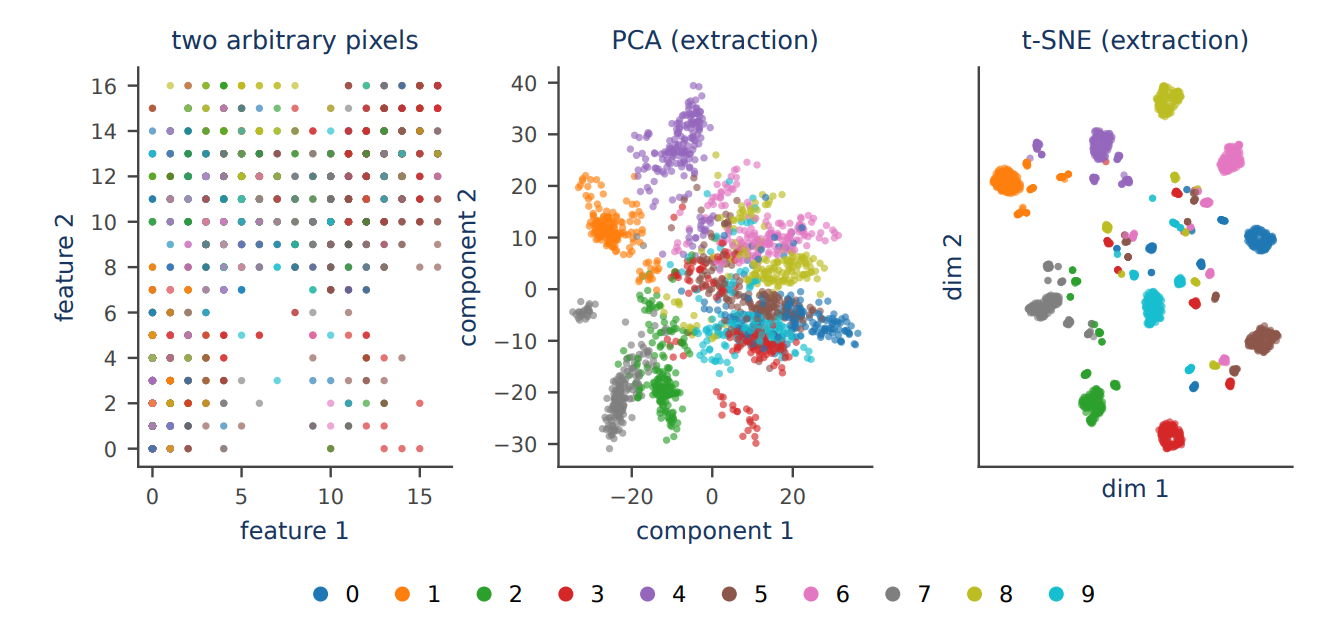 two arbitrary pixels
PCA (extraction)
t-SNE (extraction)
feature 2
16
14
12
10
8
6
4
2
0
0
5
10
15
feature 1
component 2
40
30
20
10
0
−10
−20
−30
−20
0
20
component 1
dim 2
dim 1
0 1 2 3 4 5 6 7 8 9